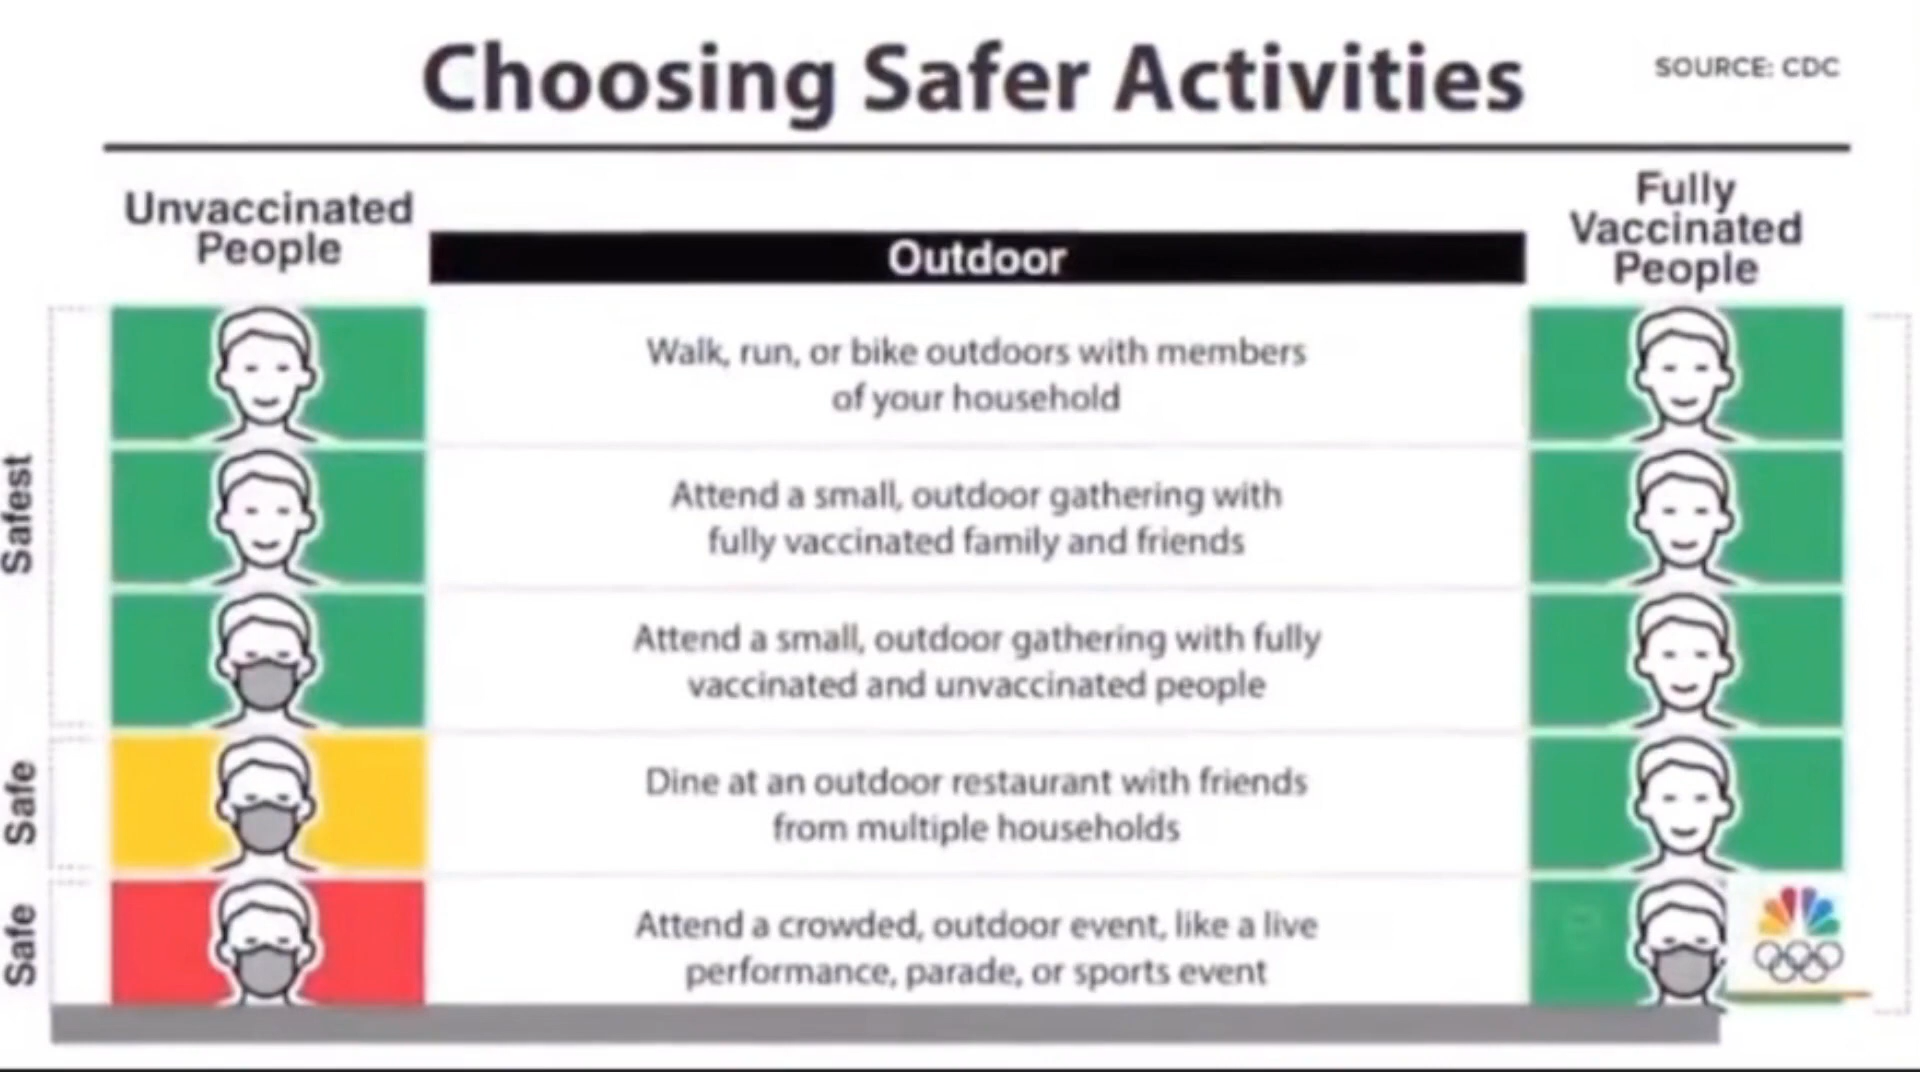 Choosing Safer Activities
SOURCE: CDC
Unvaccinated
People
Outdoor
Fully
Vaccinated
People
Safest
Walk, run, or bike outdoors with members
of your household
Attend a small, outdoor gathering with
fully vaccinated family and friends
Attend a small, outdoor gathering with fully
vaccinated and unvaccinated people
Safe
Dine at an outdoor restaurant with friends
from multiple households
Safe
Attend a crowded, outdoor event, like a live
performance, parade, or sports event